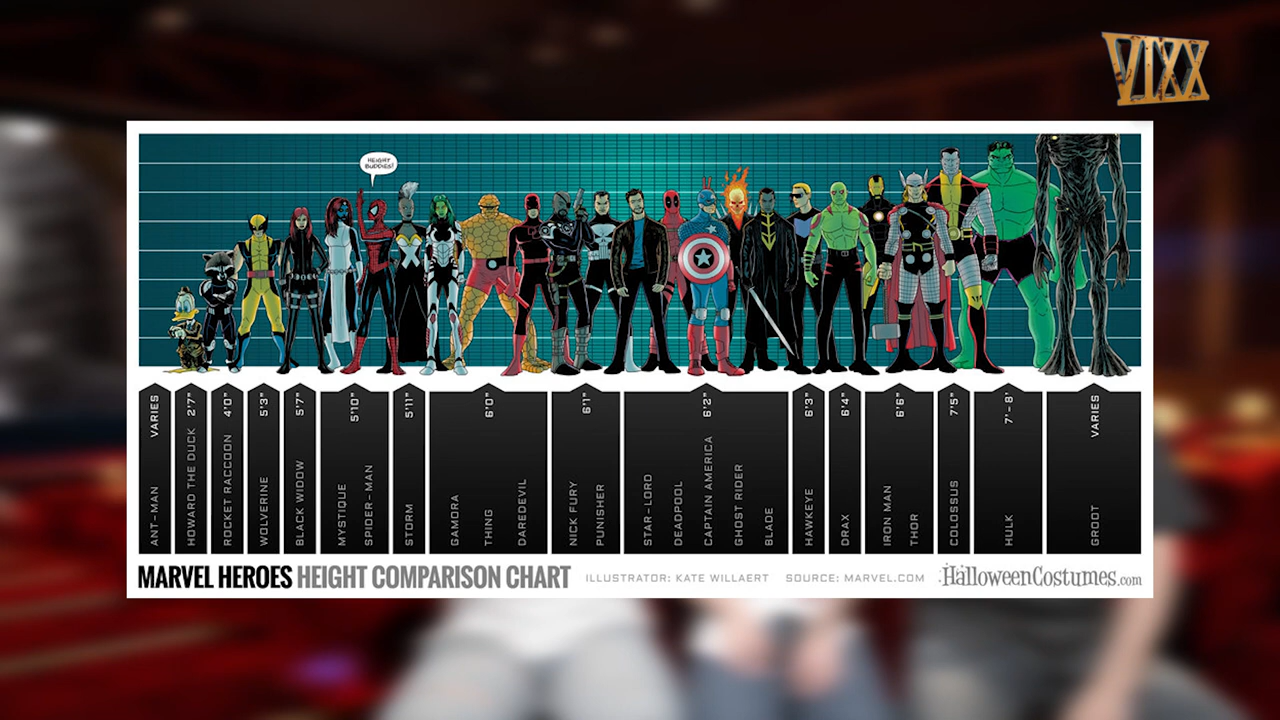 VIXX
HEIGHT
BUDDIES!
VARIES
ANT-MAN
2'7"
HOWARD THE DUCK
4'0"
ROCKET RACCOON
5'3"
WOLVERINE
5'7"
BLACK WIDOW
5'10"
MYSTIQUE
SPIDER-MAN
5'11"
STORM
6'0"
GAMORA
THING
DAREDEVIL
6'1"
NICK FURY
PUNISHER
6'2"
STAR-LORD
DEADPOOL
CAPTAIN AMERICA
GHOST RIDER
BLADE
6'3"
HAWKEYE
6'4"
DRAX
6'6"
IRON MAN
THOR
7'5"
COLOSSUS
7'-8'
HULK
VARIES
GROOT
MARVEL HEROES HEIGHT COMPARISON CHART ILLUSTRATOR: KATE WILLAERT SOURCE: MARVEL.COM HalloweenCostumes.com